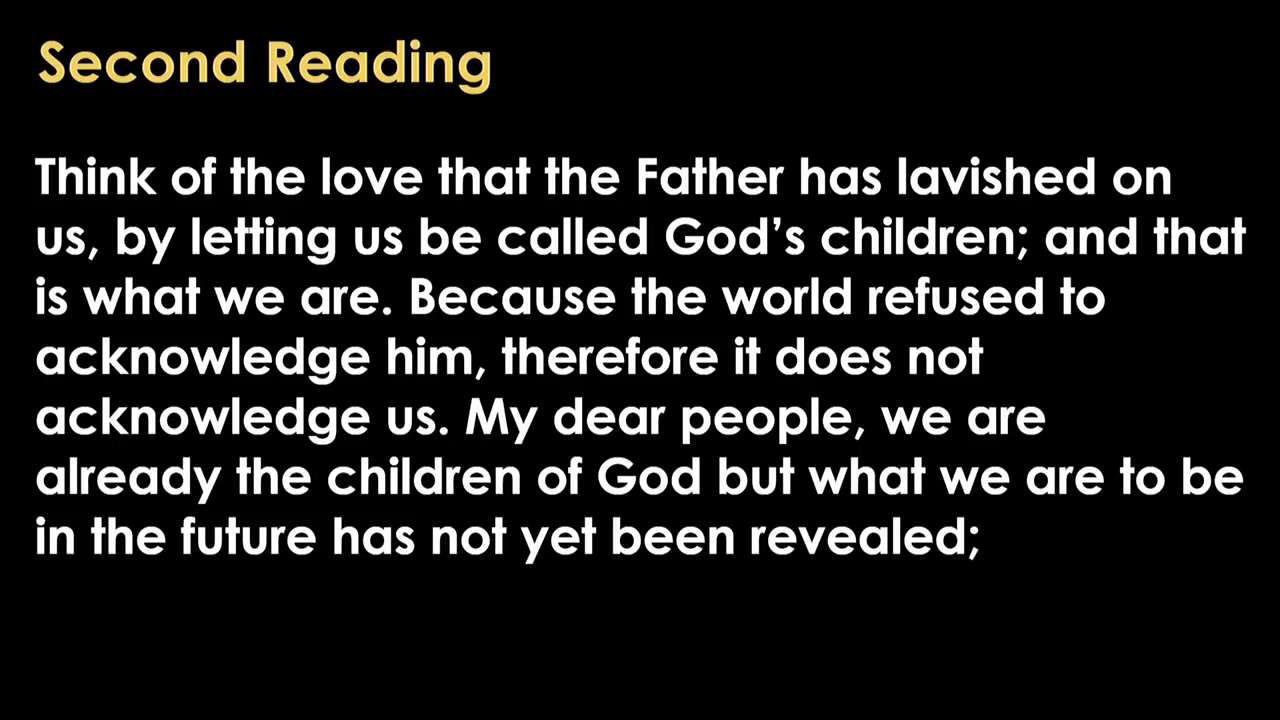 Second Reading
Think of the love that the Father has lavished on
us, by letting us be called God’s children; and that
is what we are. Because the world refused to
acknowledge him, therefore it does not
acknowledge us. My dear people, we are
already the children of God but what we are to be
in the future has not yet been revealed;